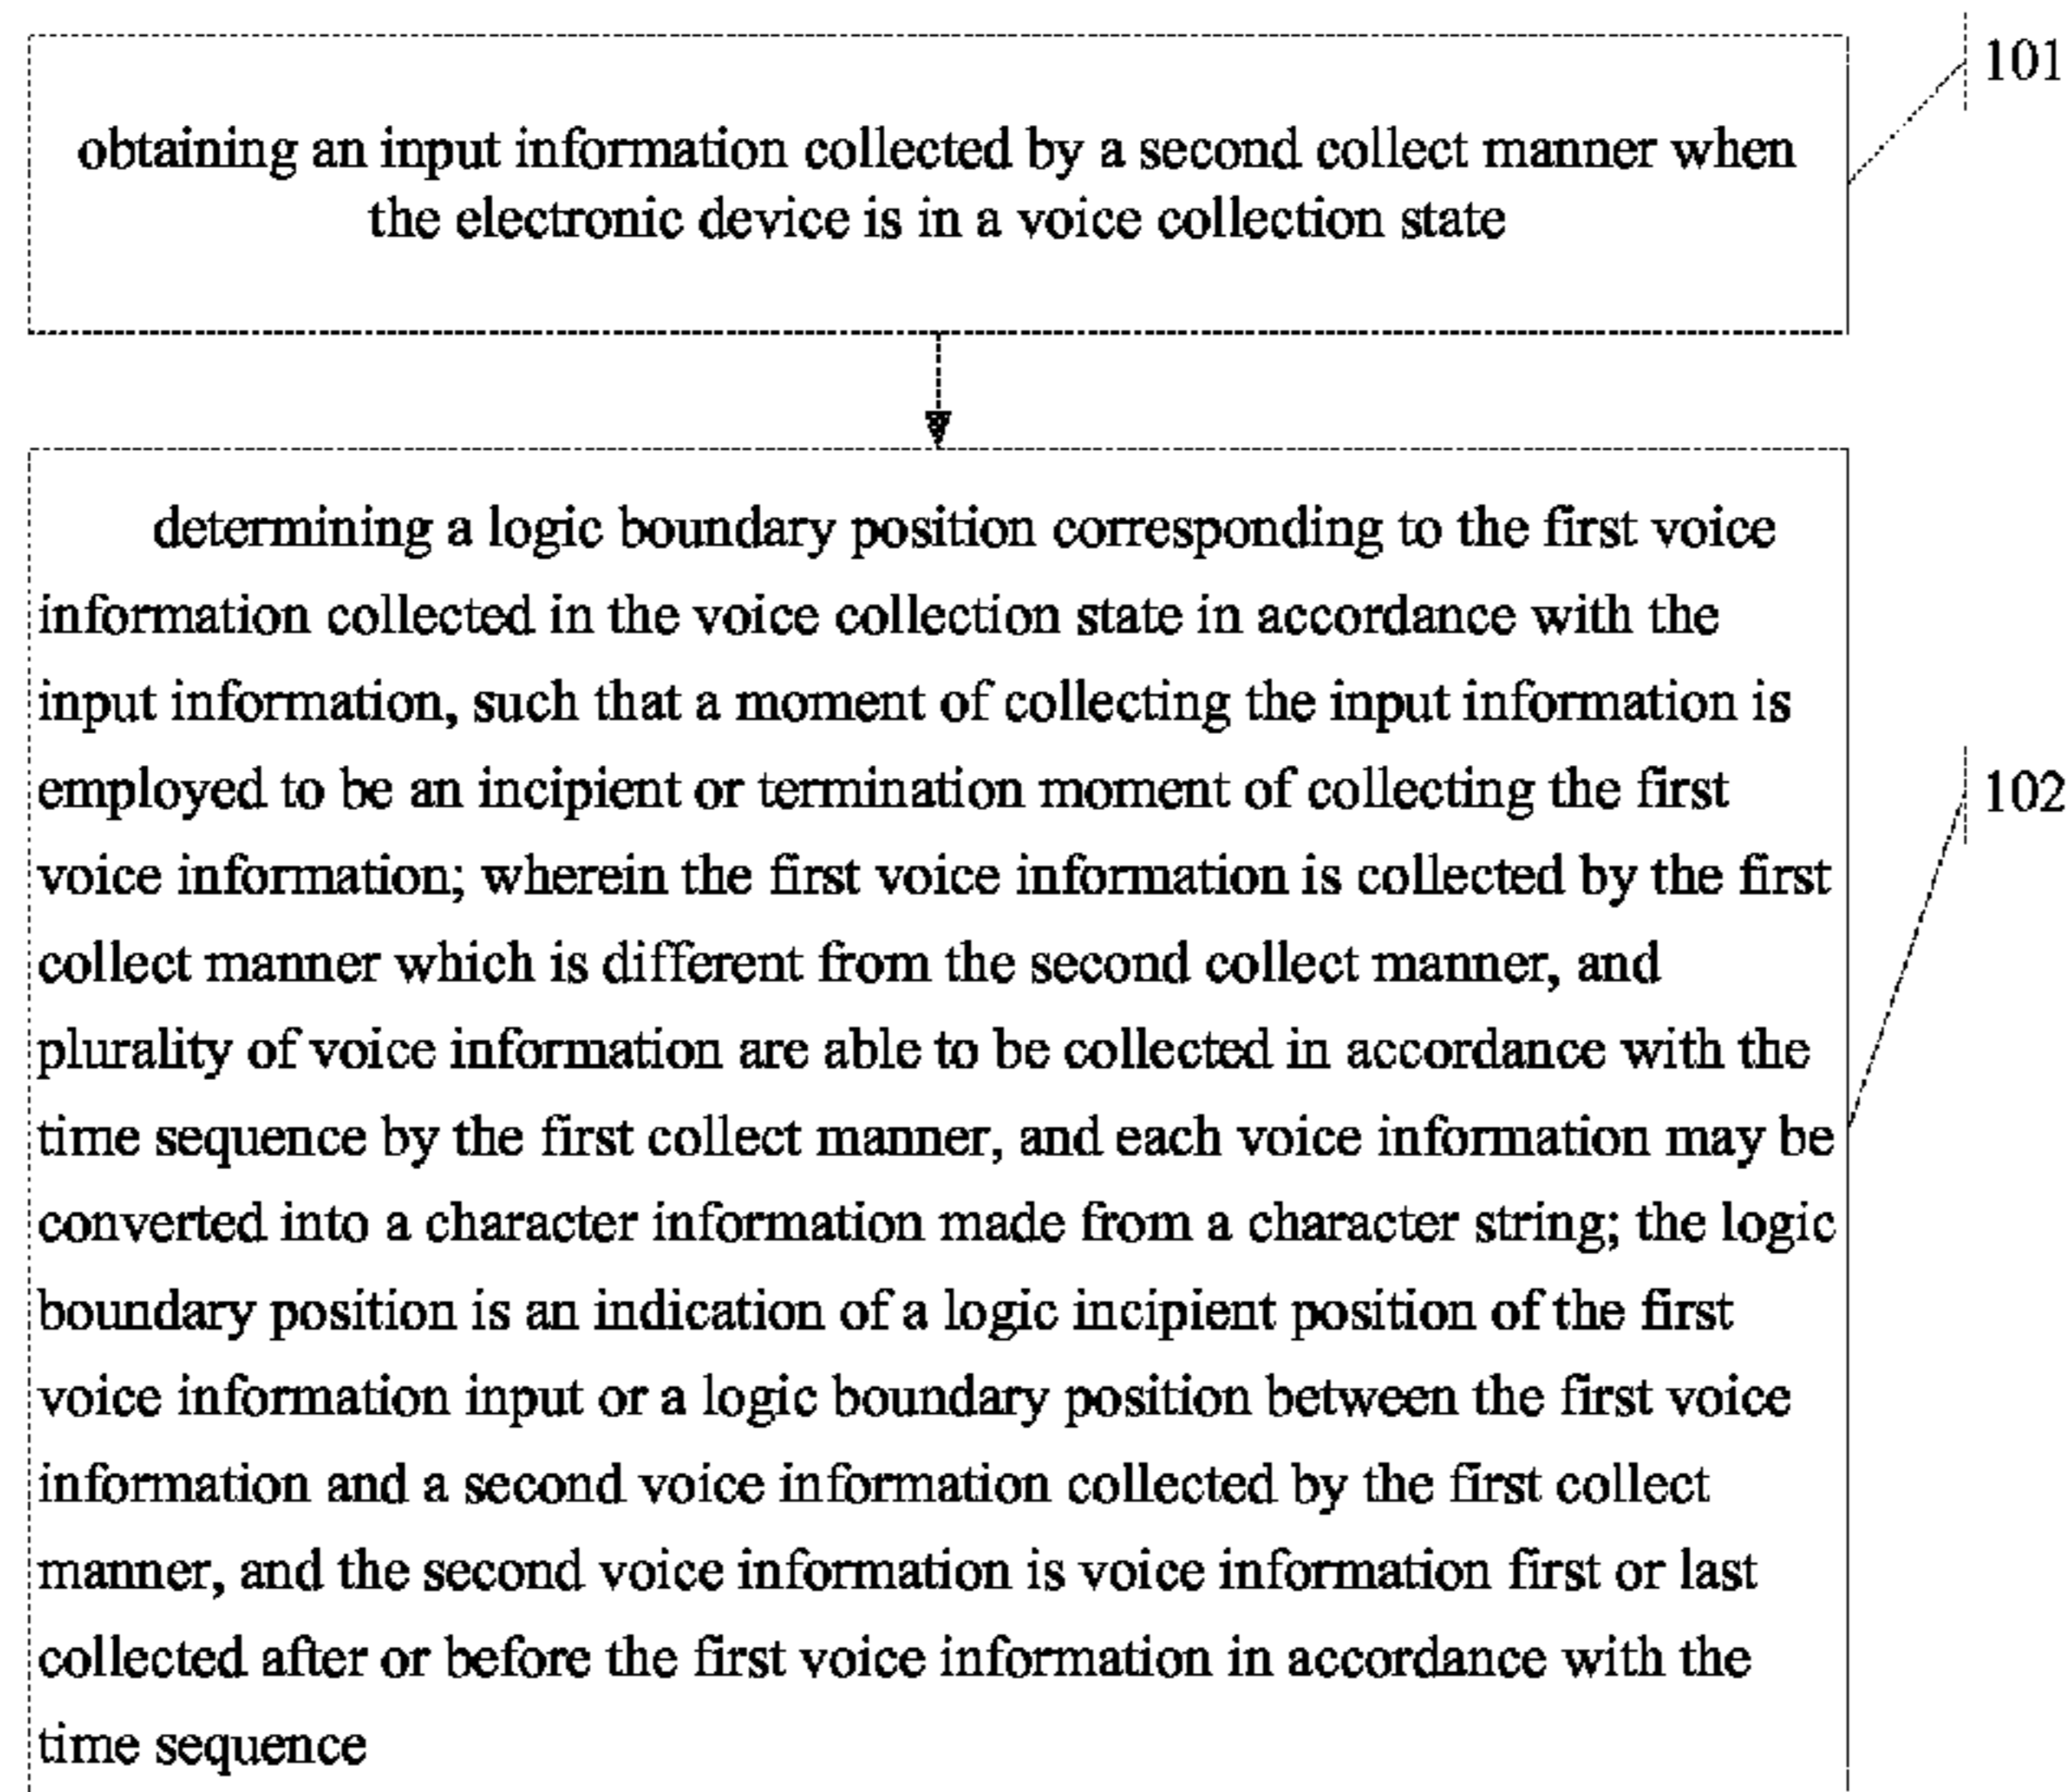 101
obtaining an input information collected by a second collect manner when
the electronic device is in a voice collection state
determining a logic boundary position corresponding to the first voice
information collected in the voice collection state in accordance with the
input information, such that a moment of collecting the input information is
employed to be an incipient or termination moment of collecting the first
voice information; wherein the first voice information is collected by the first
collect manner which is different from the second collect manner, and
plurality of voice information are able to be collected in accordance with the
time sequence by the first collect manner, and each voice information may be
converted into a character information made from a character string; the logic
boundary position is an indication of a logic incipient position of the first
voice information input or a logic boundary position between the first voice
information and a second voice information collected by the first collect
manner, and the second voice information is voice information first or last
collected after or before the first voice information in accordance with the
time sequence
102